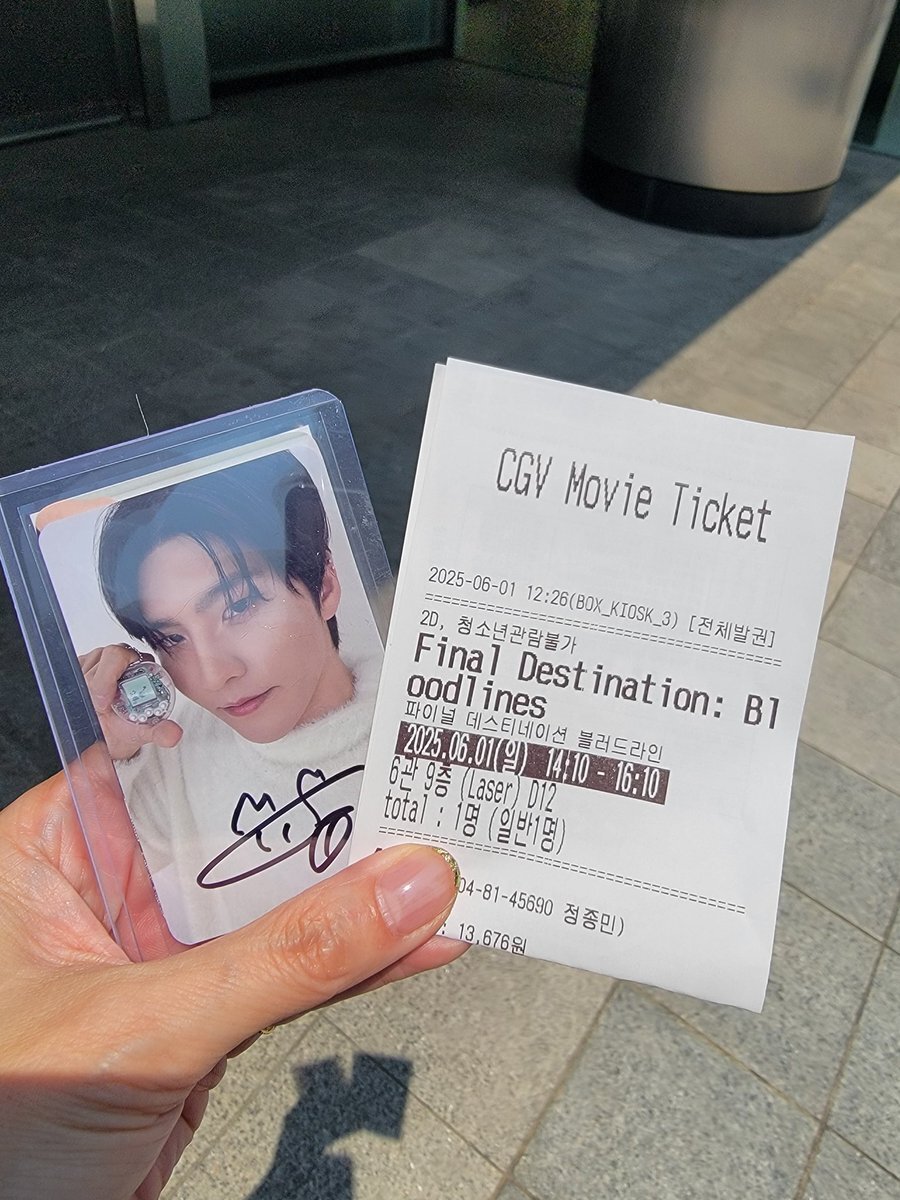 CGV Movie Ticket
2025-06-01 12:26(BOX_KIOSK_3) [전체발권]
2D, 청소년관람불가
Final Destination: Bl
oodlines
파이널 데스티네이션 블러드라인
2025.06.01(일) 14:10 - 16:10
6관 9층 (Laser) D12
total : 1명 (일반1명)
04-81-45690 정종민)
: 13,676원